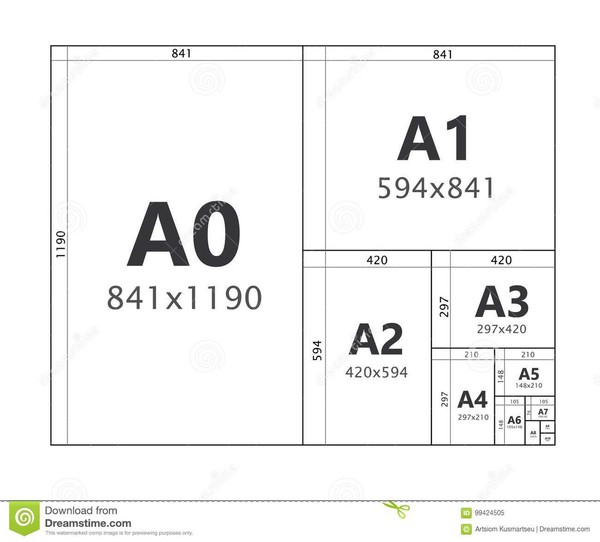 841
841
A0
841x1190
1190
A1
594x841
420
420
594
A2
420x594
297
A3
297x420
210
210
297
A4
297x210
148
A5
148x210
105
105
148
A6
74
A7
A8
Download from
Dreamstime.com
This watermarked comp image is for previewing purposes only.
99424505
Artsiom Kusmartseu | Dreamstime.com